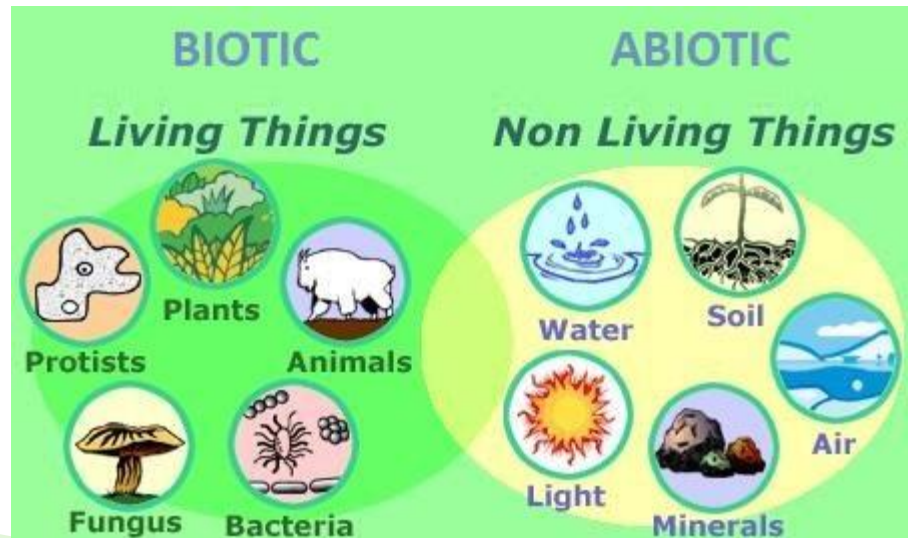 BIOTIC
ABIOTIC
Living Things
Non Living Things
Plants
Protists
Animals
Fungus
Bacteria
Water
Soil
Air
Light
Minerals